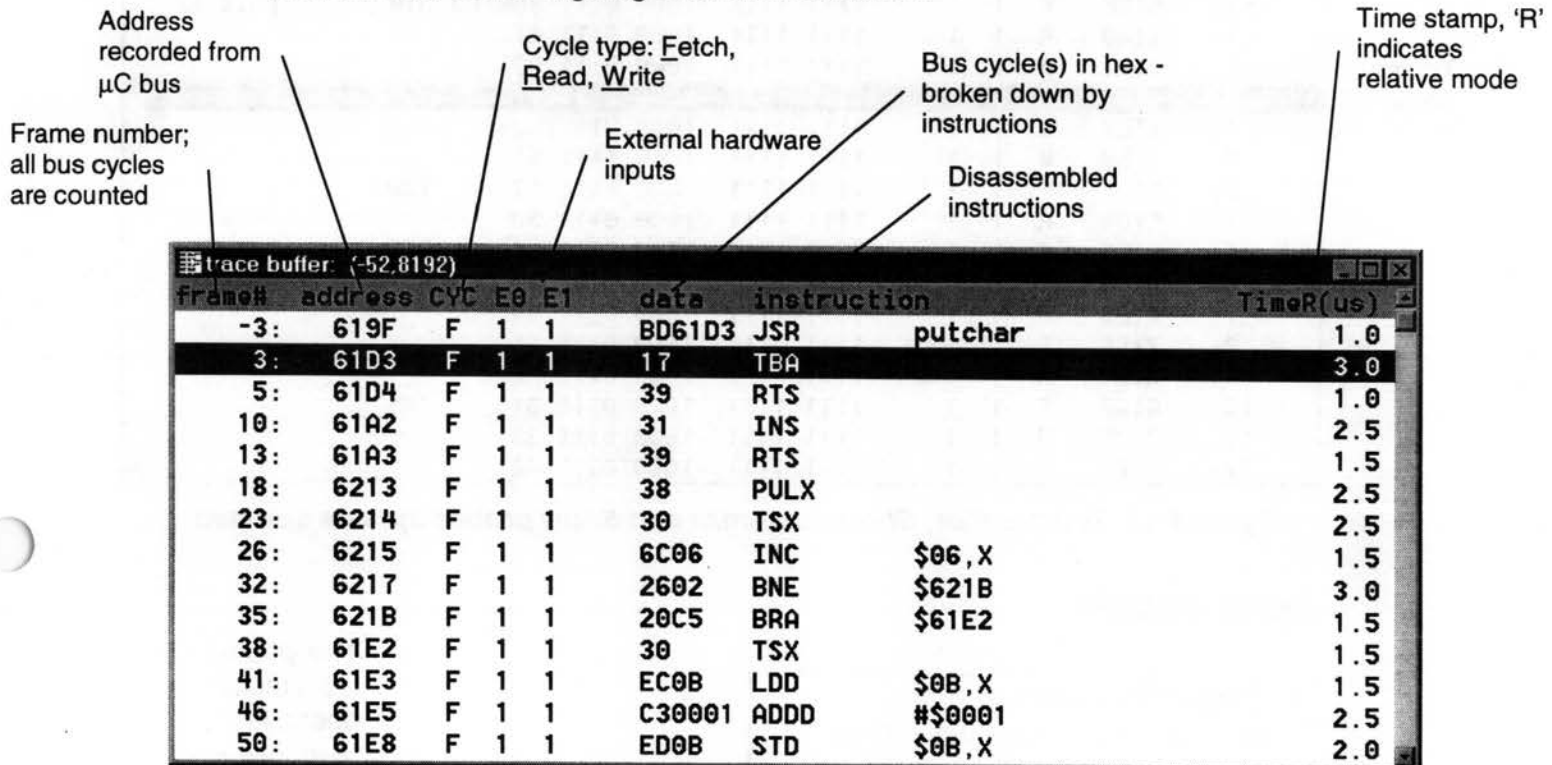 Address
recorded from
µC bus
Cycle type: Fetch,
Read, Write
Bus cycle(s) in hex -
broken down by
instructions
Time stamp, 'R'
indicates
relative mode
Frame number;
all bus cycles
are counted
External hardware
inputs
Disassembled
instructions
trace buffer: (-52,8192)
frame# address CYC E0 E1 data instruction TimeR(us)
-3: 619F F 1 1 BD61D3 JSR putchar 1.0
3: 61D3 F 1 1 17 TBA 3.0
5: 61D4 F 1 1 39 RTS 1.0
10: 61A2 F 1 1 31 INS 2.5
13: 61A3 F 1 1 39 RTS 1.5
18: 6213 F 1 1 38 PULX 2.5
23: 6214 F 1 1 30 TSX 2.5
26: 6215 F 1 1 6C06 INC $06,X 1.5
32: 6217 F 1 1 2602 BNE $621B 3.0
35: 621B F 1 1 20C5 BRA $61E2 1.5
38: 61E2 F 1 1 30 TSX 1.5
41: 61E3 F 1 1 EC0B LDD $0B,X 1.5
46: 61E5 F 1 1 C30001 ADDD #$0001 2.5
50: 61E8 F 1 1 ED0B STD $0B,X 2.0